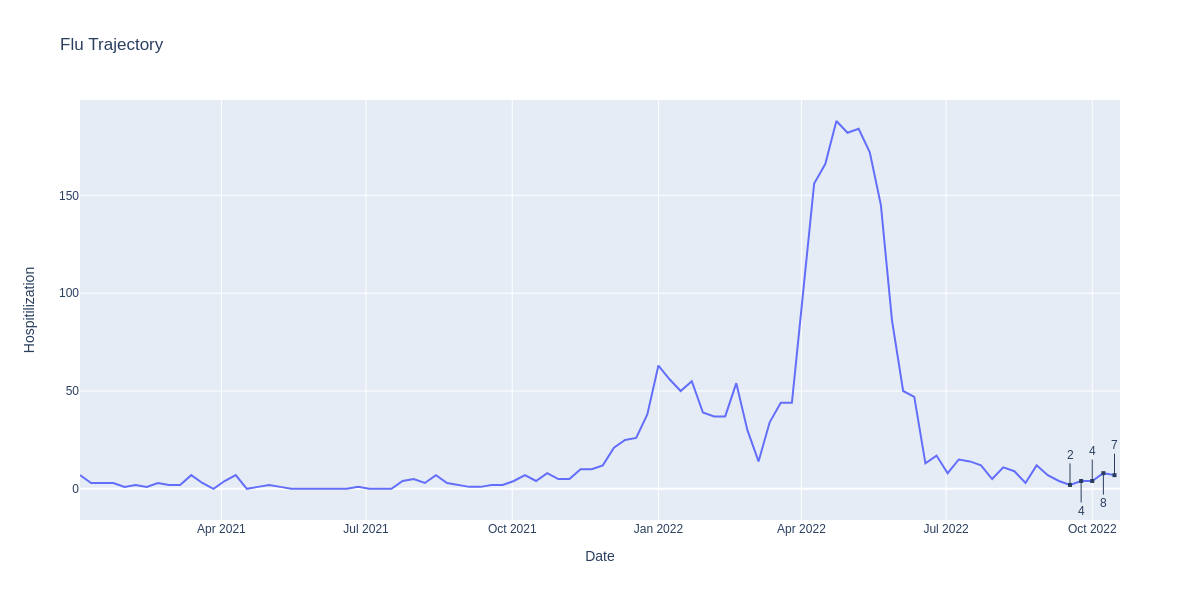 Flu Trajectory
150
100
50
0
Hospitilization
2
4
4
8
7
Apr 2021
Jul 2021
Oct 2021
Jan 2022
Apr 2022
Jul 2022
Oct 2022
Date